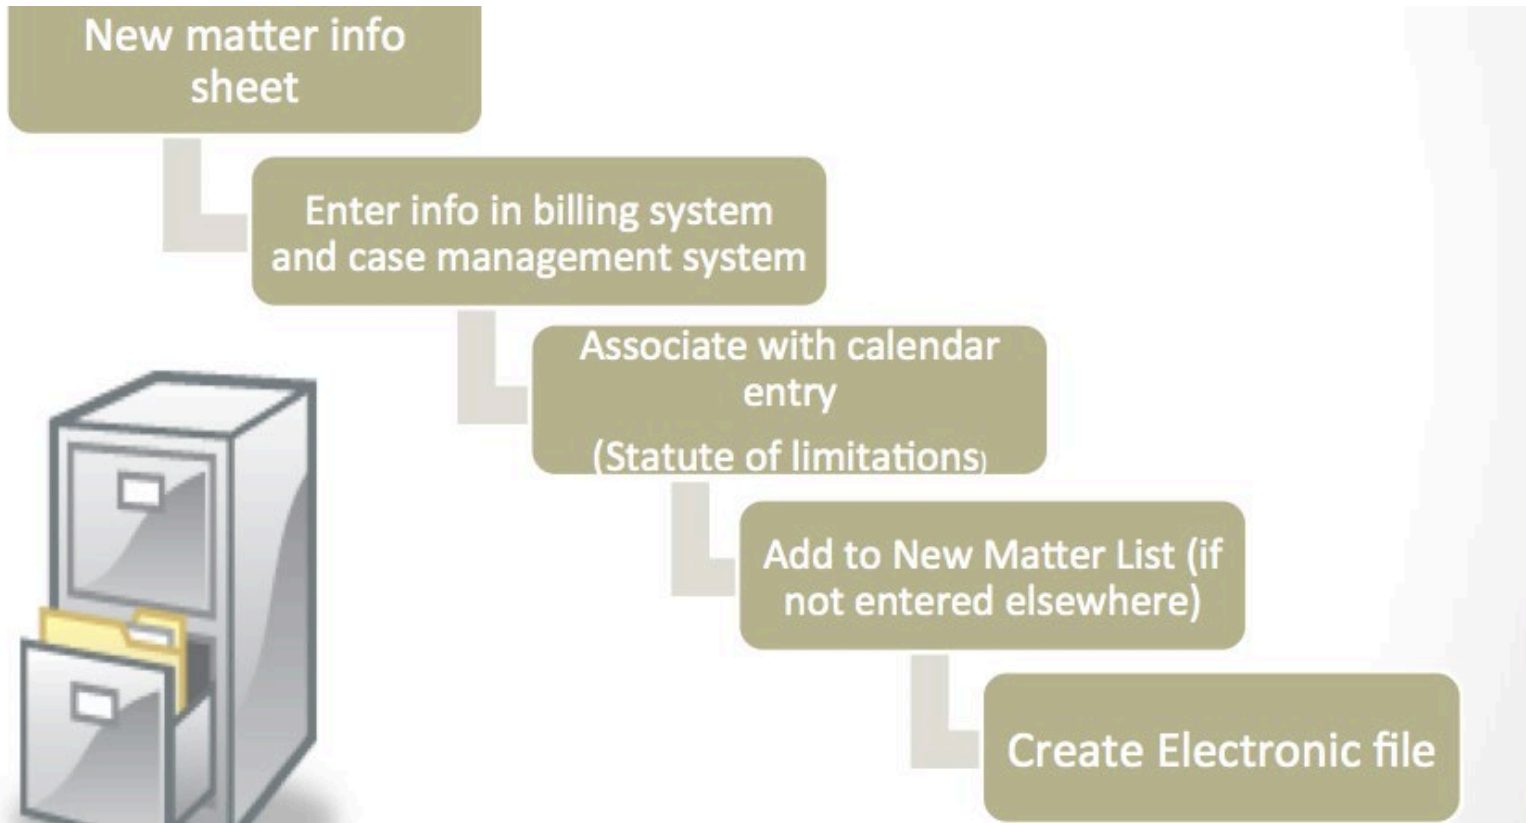 New matter info
sheet
Enter info in billing system
and case management system
Associate with calendar
entry
(Statute of limitations)
Add to New Matter List (if
not entered elsewhere)
Create Electronic file